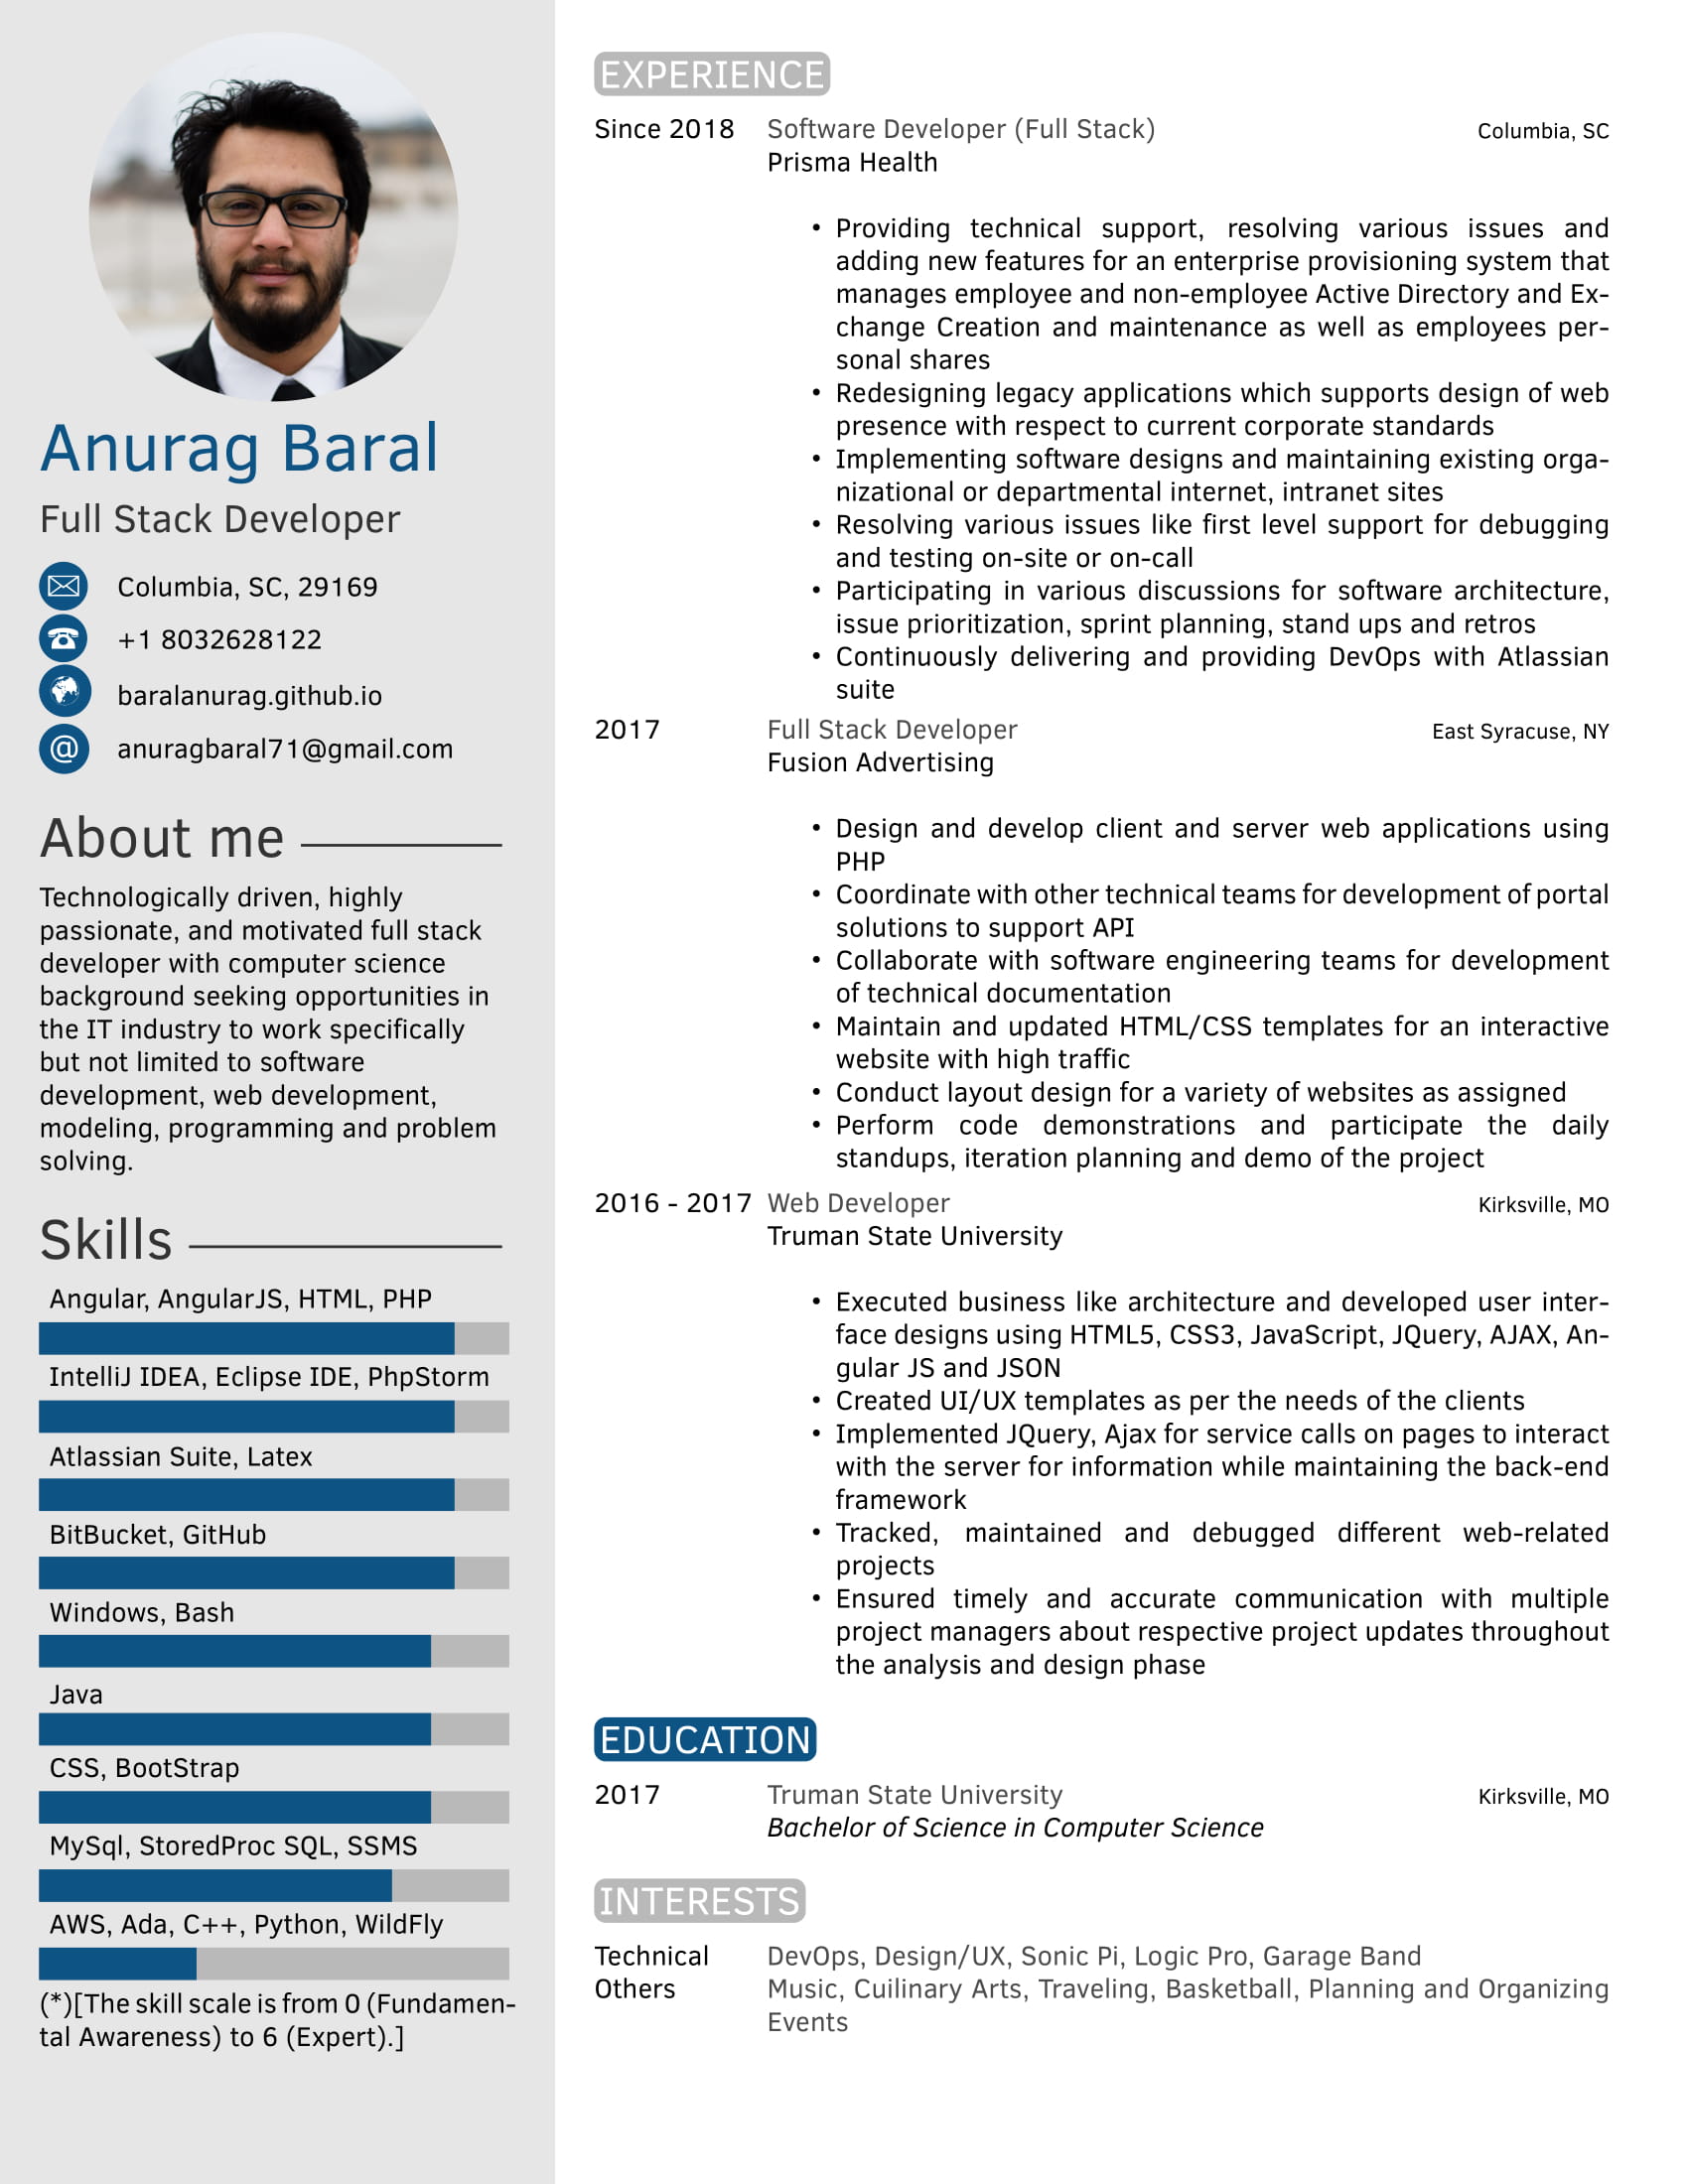 Anurag Baral
Full Stack Developer
Columbia, SC, 29169
+1 8032628122
baralanurag.github.io
@ anuragbaral71@gmail.com
About me
Technologically driven, highly
passionate, and motivated full stack
developer with computer science
background seeking opportunities in
the IT industry to work specifically
but not limited to software
development, web development,
modeling, programming and problem
solving.
Skills
Angular, AngularJS, HTML, PHP
IntelliJ IDEA, Eclipse IDE, PhpStorm
Atlassian Suite, Latex
BitBucket, GitHub
Windows, Bash
Java
CSS, BootStrap
MySql, StoredProc SQL, SSMS
AWS, Ada, C++, Python, WildFly
(*)[The skill scale is from 0 (Fundamen-
tal Awareness) to 6 (Expert).]
EXPERIENCE
Since 2018 Software Developer (Full Stack) Columbia, SC
Prisma Health
• Providing technical support, resolving various issues and
adding new features for an enterprise provisioning system that
manages employee and non-employee Active Directory and Ex-
change Creation and maintenance as well as employees per-
sonal shares
• Redesigning legacy applications which supports design of web
presence with respect to current corporate standards
• Implementing software designs and maintaining existing orga-
nizational or departmental internet, intranet sites
• Resolving various issues like first level support for debugging
and testing on-site or on-call
• Participating in various discussions for software architecture,
issue prioritization, sprint planning, stand ups and retros
• Continuously delivering and providing DevOps with Atlassian
suite
2017 Full Stack Developer East Syracuse, NY
Fusion Advertising
• Design and develop client and server web applications using
PHP
• Coordinate with other technical teams for development of portal
solutions to support API
• Collaborate with software engineering teams for development
of technical documentation
• Maintain and updated HTML/CSS templates for an interactive
website with high traffic
• Conduct layout design for a variety of websites as assigned
• Perform code demonstrations and participate the daily
standups, iteration planning and demo of the project
2016 - 2017 Web Developer Kirksville, MO
Truman State University
• Executed business like architecture and developed user inter-
face designs using HTML5, CSS3, JavaScript, JQuery, AJAX, An-
gular JS and JSON
• Created UI/UX templates as per the needs of the clients
• Implemented JQuery, Ajax for service calls on pages to interact
with the server for information while maintaining the back-end
framework
• Tracked, maintained and debugged different web-related
projects
• Ensured timely and accurate communication with multiple
project managers about respective project updates throughout
the analysis and design phase
EDUCATION
2017 Truman State University Kirksville, MO
Bachelor of Science in Computer Science
INTERESTS
Technical DevOps, Design/UX, Sonic Pi, Logic Pro, Garage Band
Others Music, Cuilinary Arts, Traveling, Basketball, Planning and Organizing
Events